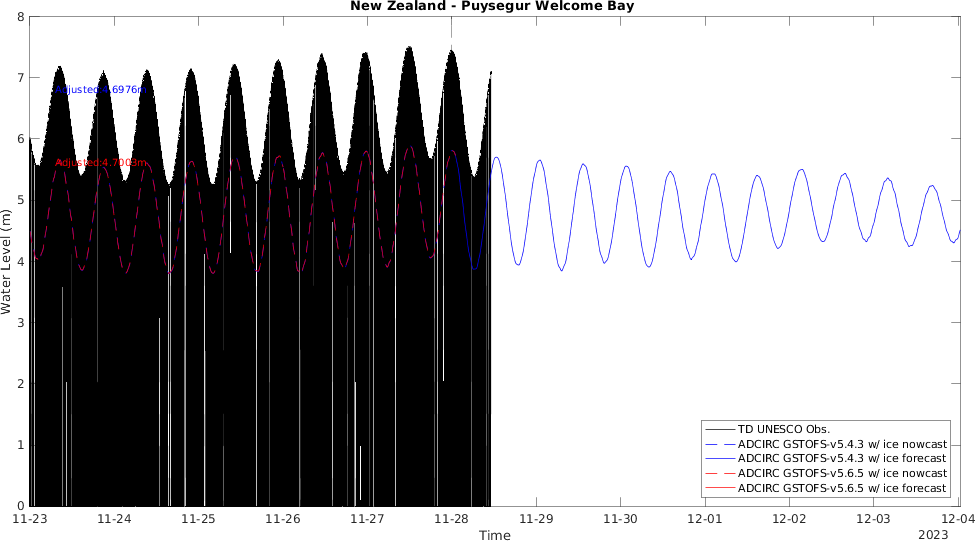 New Zealand - Puysegur Welcome Bay
8
7
6
5
4
3
2
1
0
Water Level (m)
Adjusted:4.6976m
Adjusted:4.7003m
TD UNESCO Obs.
ADCIRC GSTOFS-v5.4.3 w/ ice nowcast
ADCIRC GSTOFS-v5.4.3 w/ ice forecast
ADCIRC GSTOFS-v5.6.5 w/ ice nowcast
ADCIRC GSTOFS-v5.6.5 w/ ice forecast
11-23 11-24 11-25 11-26 11-27 11-28 11-29 11-30 12-01 12-02 12-03 12-04
Time
2023